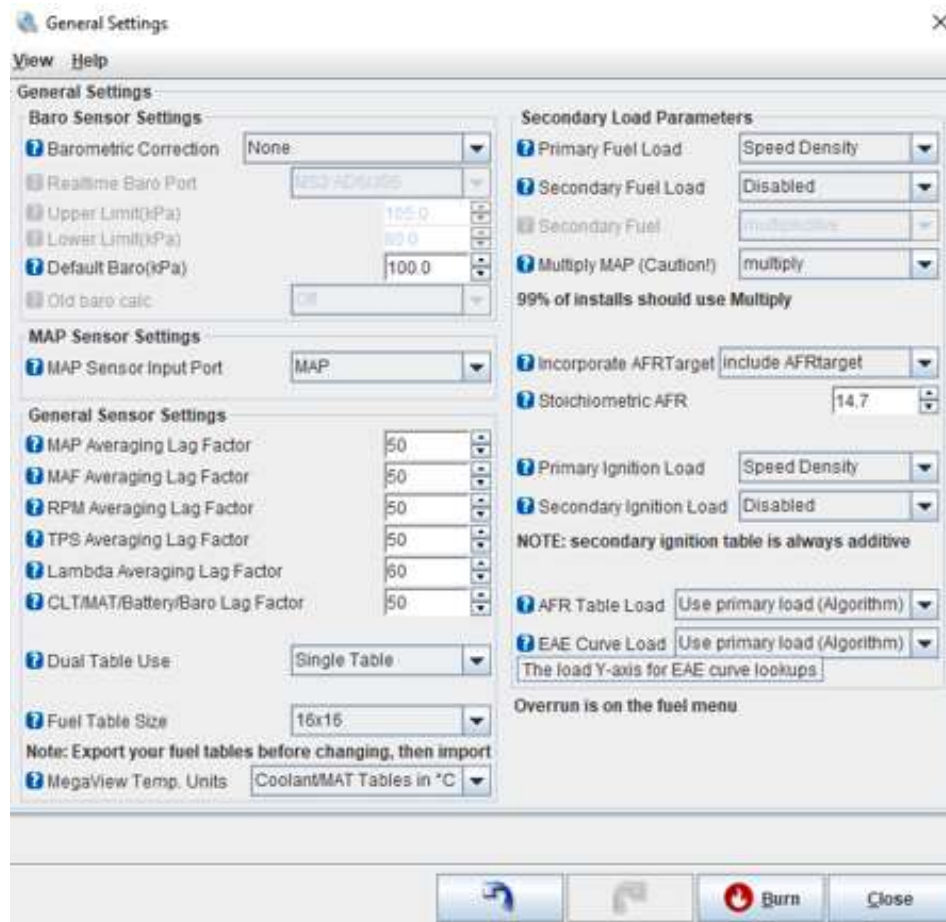 General Settings
View Help
General Settings
Baro Sensor Settings
Barometric Correction None
Realtime Baro Port
Upper Limit(kPa) 105.0
Lower Limit(kPa)
Default Baro(kPa) 100.0
Old baro calc Off
MAP Sensor Settings
MAP Sensor Input Port MAP
General Sensor Settings
MAP Averaging Lag Factor 50
MAF Averaging Lag Factor 50
RPM Averaging Lag Factor 50
TPS Averaging Lag Factor 50
Lambda Averaging Lag Factor 60
CLT/MAT/Battery/Baro Lag Factor 50
Dual Table Use Single Table
Fuel Table Size 16x16
Note: Export your fuel tables before changing, then import
MegaView Temp. Units Coolant/MAT Tables in °C
Secondary Load Parameters
Primary Fuel Load Speed Density
Secondary Fuel Load Disabled
Secondary Fuel multiplicative
Multiply MAP (Caution!) multiply
99% of installs should use Multiply
Incorporate AFRTarget include AFRtarget
Stoichiometric AFR 14.7
Primary Ignition Load Speed Density
Secondary Ignition Load Disabled
NOTE: secondary ignition table is always additive
AFR Table Load Use primary load (Algorithm)
EAE Curve Load Use primary load (Algorithm)
The load Y-axis for EAE curve lookups
Overrun is on the fuel menu
Burn Close